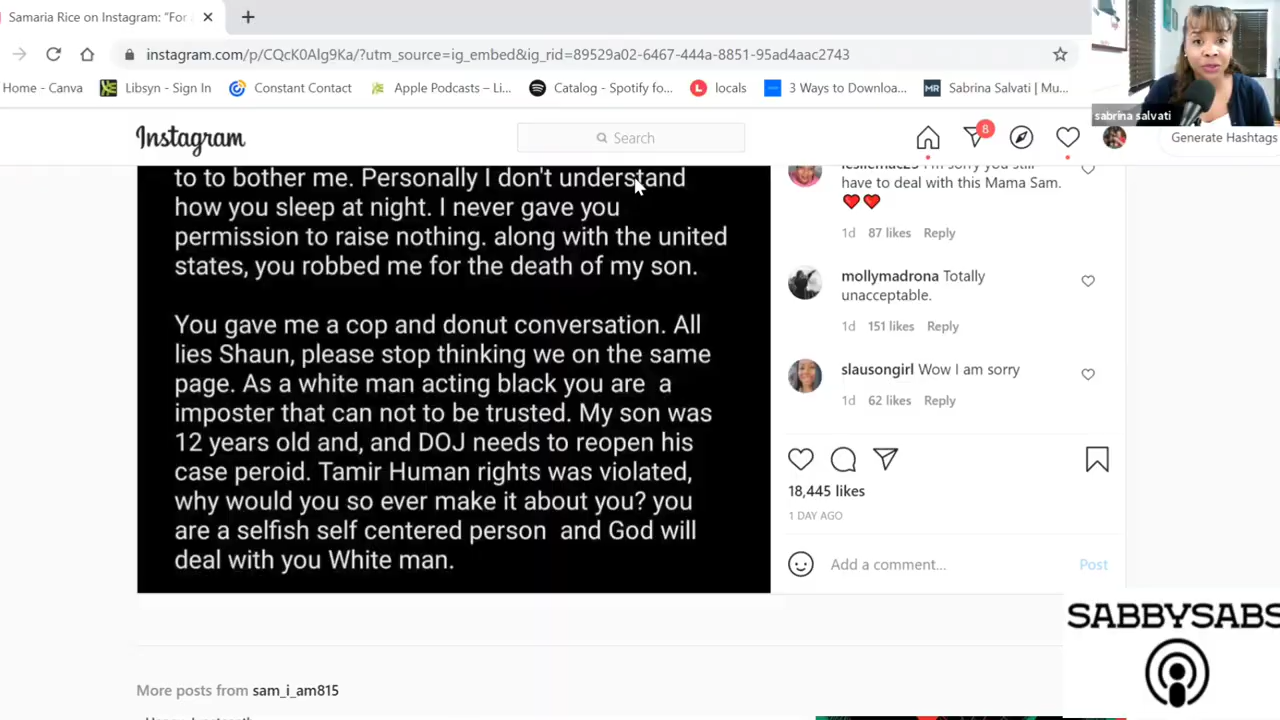 Samaria Rice on Instagram: "For
instagram.com/p/CQcK0Alg9Ka/?utm_source=ig_embed&ig_rid=89529a02-6467-444a-8851-95ad4aac2743
Home - Canva
Libsyn - Sign In
Constant Contact
Apple Podcasts – Li...
Catalog - Spotify fo...
locals
3 Ways to Downloa...
MR
Sabrina Salvati | Mu...
sabrina salvati
Instagram
Search
8
Generate Hashtags
to to bother me. Personally I don't understand
how you sleep at night. I never gave you
permission to raise nothing. along with the united
states, you robbed me for the death of my son.
You gave me a cop and donut conversation. All
lies Shaun, please stop thinking we on the same
page. As a white man acting black you are a
imposter that can not to be trusted. My son was
12 years old and, and DOJ needs to reopen his
case peroid. Tamir Human rights was violated,
why would you so ever make it about you? you
are a selfish self centered person and God will
deal with you White man.
I'm sorry you still
have to deal with this Mama Sam.
❤️❤️
1d 87 likes Reply
mollymadrona Totally
unacceptable.
1d 151 likes Reply
slausongirl Wow I am sorry
1d 62 likes Reply
18,445 likes
1 DAY AGO
Add a comment...
Post
SABBYSABS
More posts from sam_i_am815